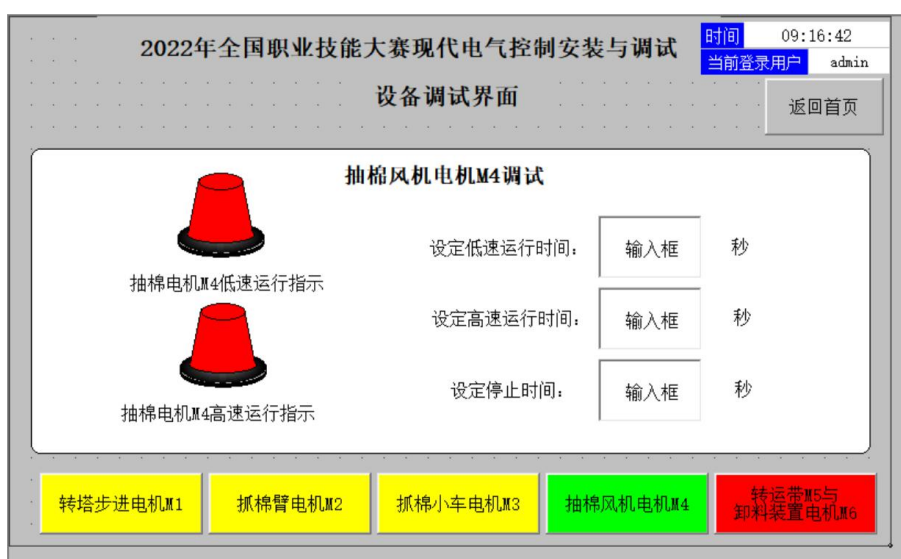 2022年全国职业技能大赛现代电气控制安装与调试
时间 09:16:42
当前登录用户 admin
设备调试界面
返回首页
抽棉风机电机M4调试
设定低速运行时间: 输入框 秒
抽棉电机M4低速运行指示
设定高速运行时间: 输入框 秒
设定停止时间: 输入框 秒
抽棉电机M4高速运行指示
转塔步进电机M1 抓棉臂电机M2 抓棉小车电机M3 抽棉风机电机M4 转运带M5与
卸料装置电机M6